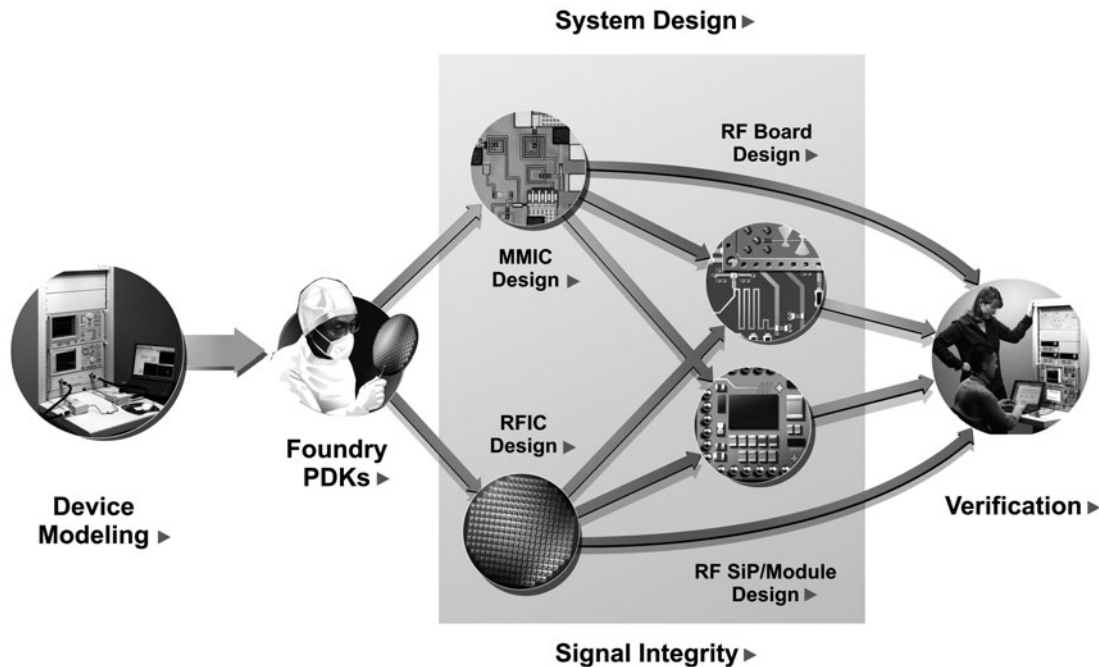 System Design ▸
RF Board
Design ▸
MMIC
Design ▸
RFIC
Design ▸
Foundry
PDKs ▸
Device
Modeling ▸
Verification ▸
RF SiP/Module
Design ▸
Signal Integrity ▸